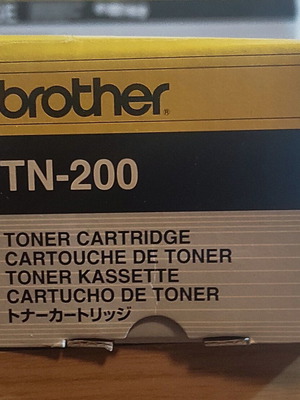 brother®
TN-200
TONER CARTRIDGE
CARTOUCHE DE TONER
TONER KASSETTE
CARTUCHO DE TONER
トナーカートリッジ